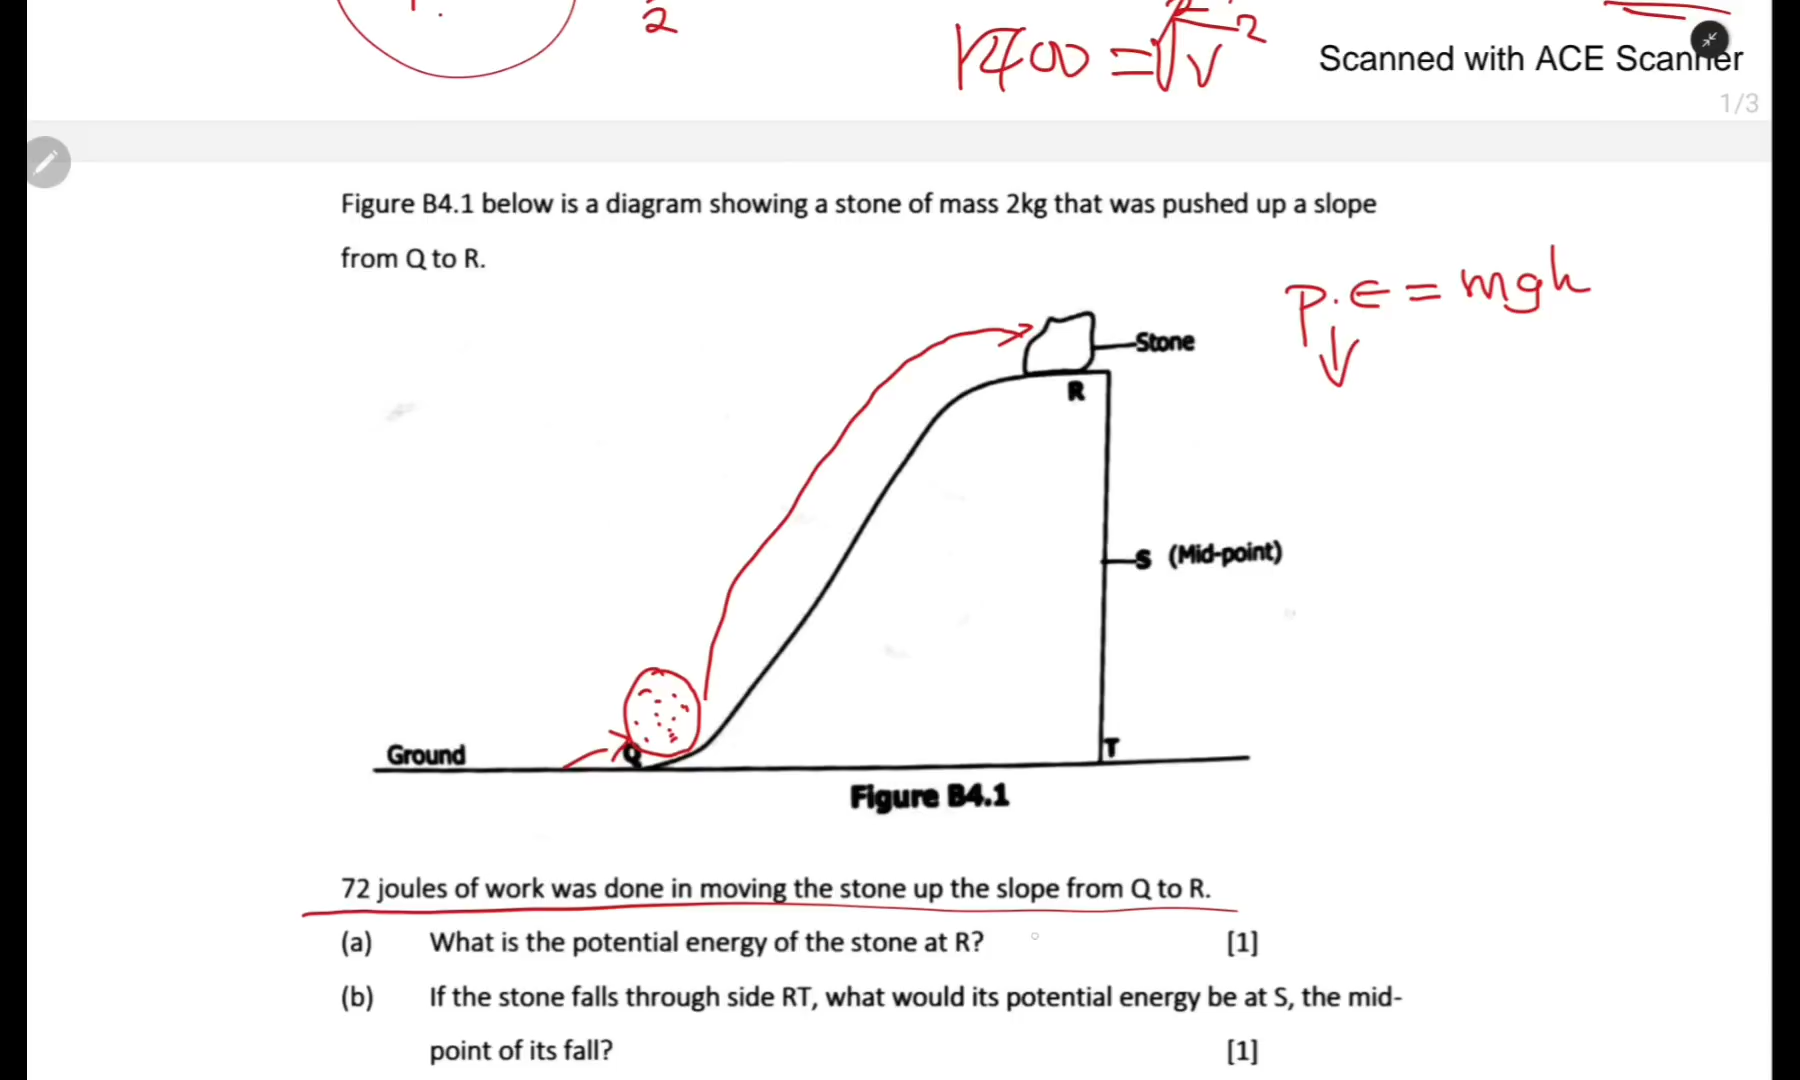 2
1400 = √v²
Scanned with ACE Scanner
1/3
Figure B4.1 below is a diagram showing a stone of mass 2kg that was pushed up a slope
from Q to R.
P.E = mgh
Stone
R
S (Mid-point)
Ground
Q
T
Figure B4.1
72 joules of work was done in moving the stone up the slope from Q to R.
(a) What is the potential energy of the stone at R? [1]
(b) If the stone falls through side RT, what would its potential energy be at S, the mid-
point of its fall? [1]